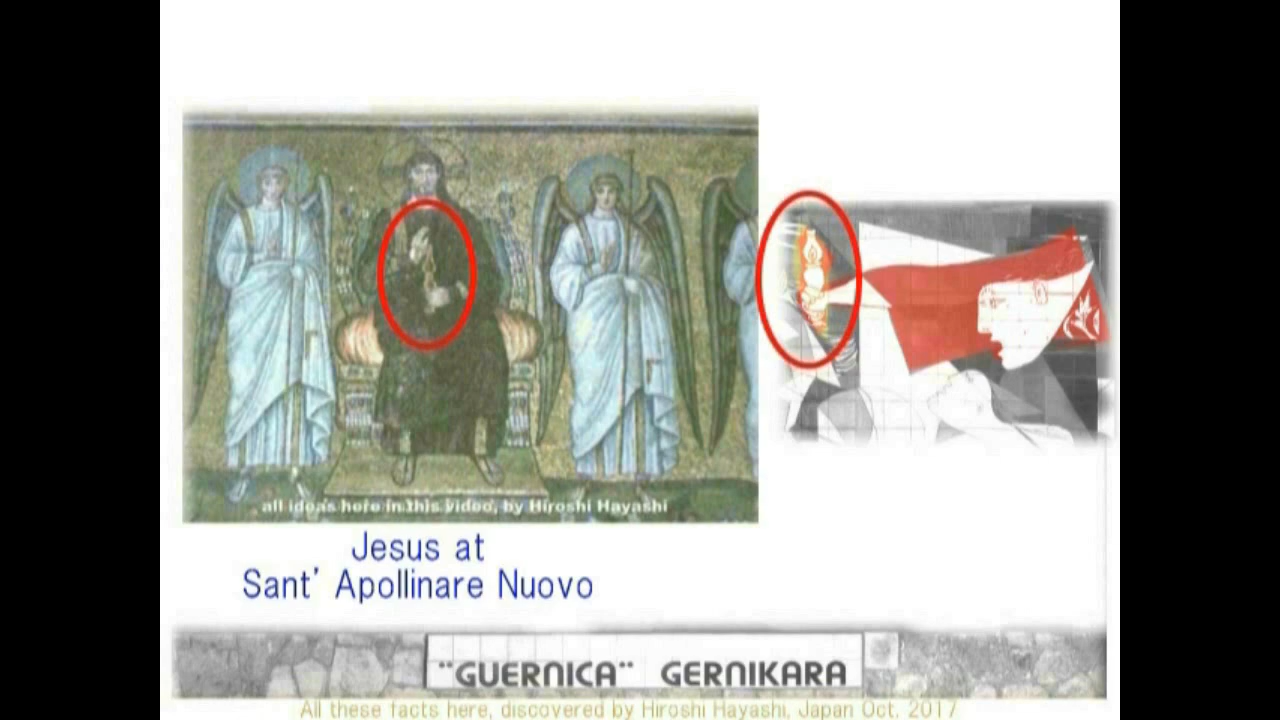 all ideas here in this video, by Hiroshi Hayashi
Jesus at
Sant' Apollinare Nuovo
"GUERNICA" GERNIKARA
All these facts here, discovered by Hiroshi Hayashi, Japan Oct. 2017